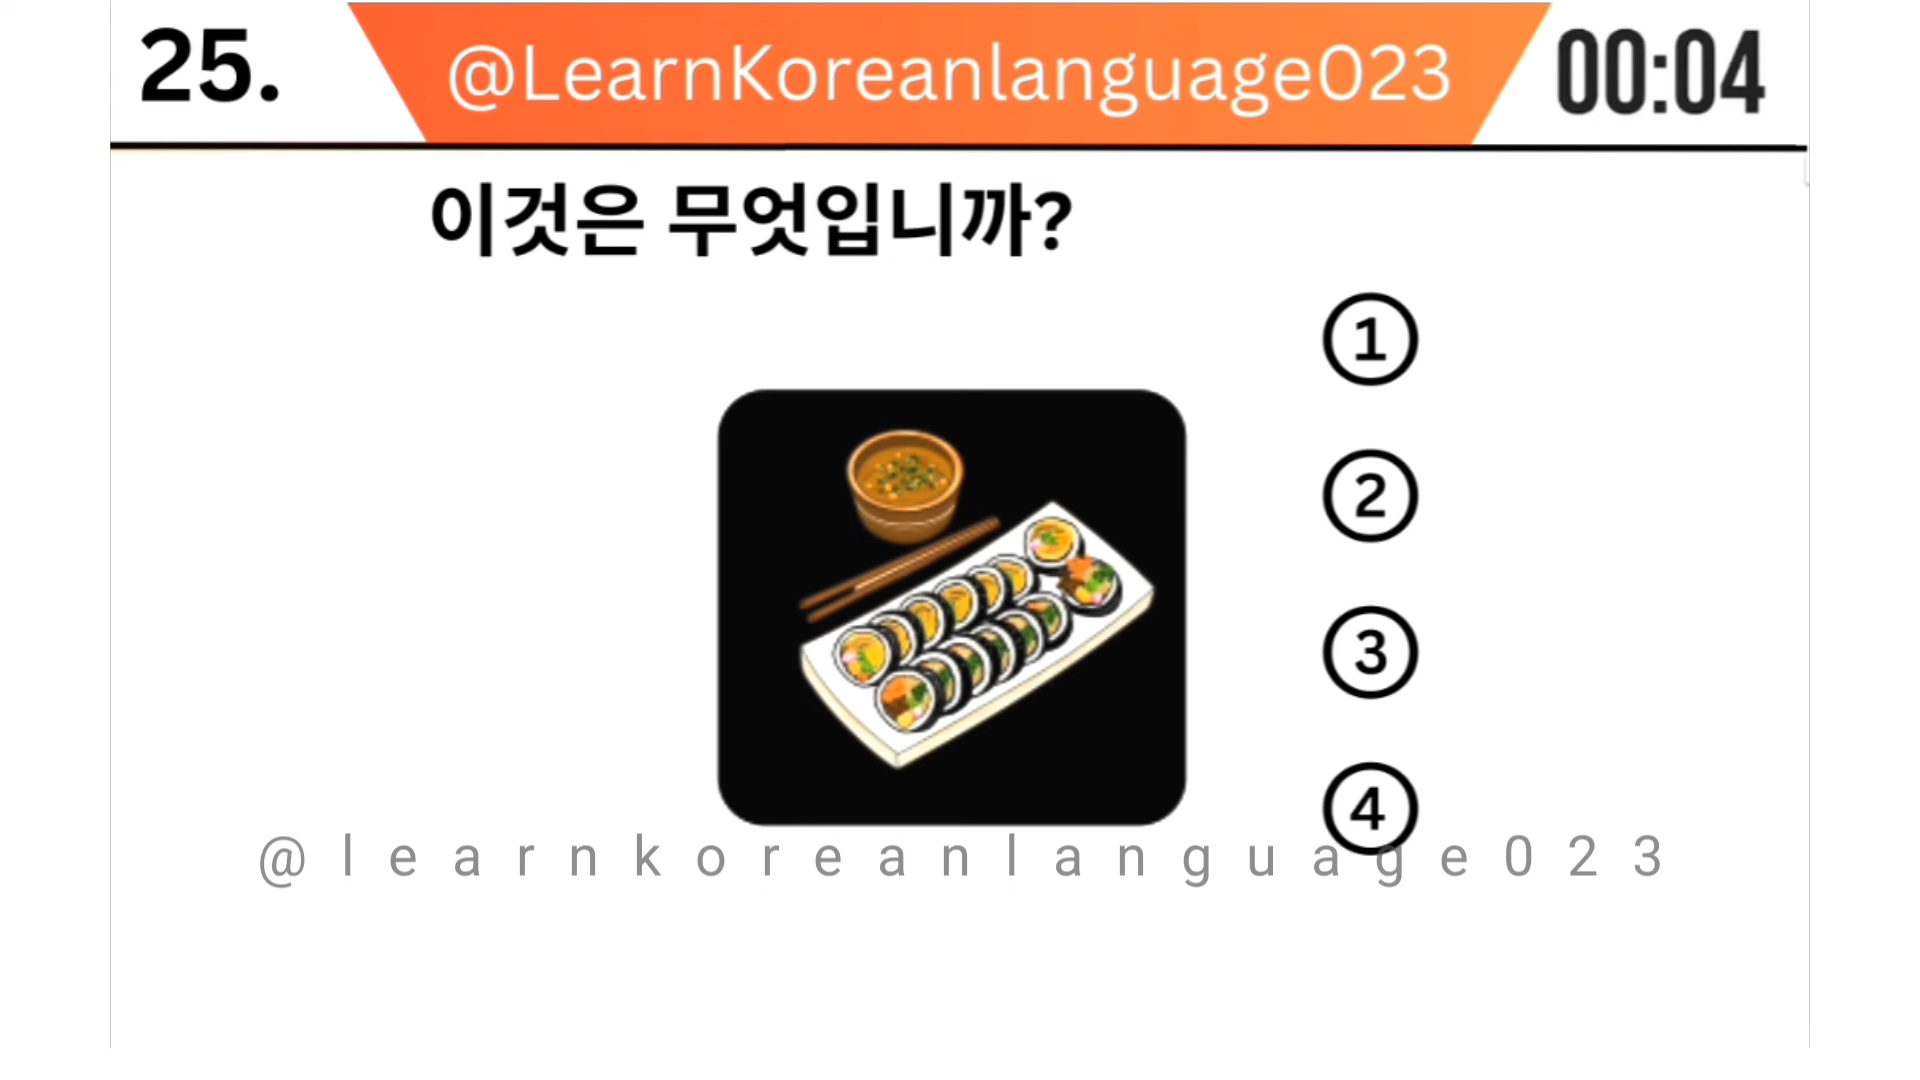 25.
@LearnKoreanlanguage023
00:04
이것은 무엇입니까?
①
②
③
④
@learnkoreanlanguage023